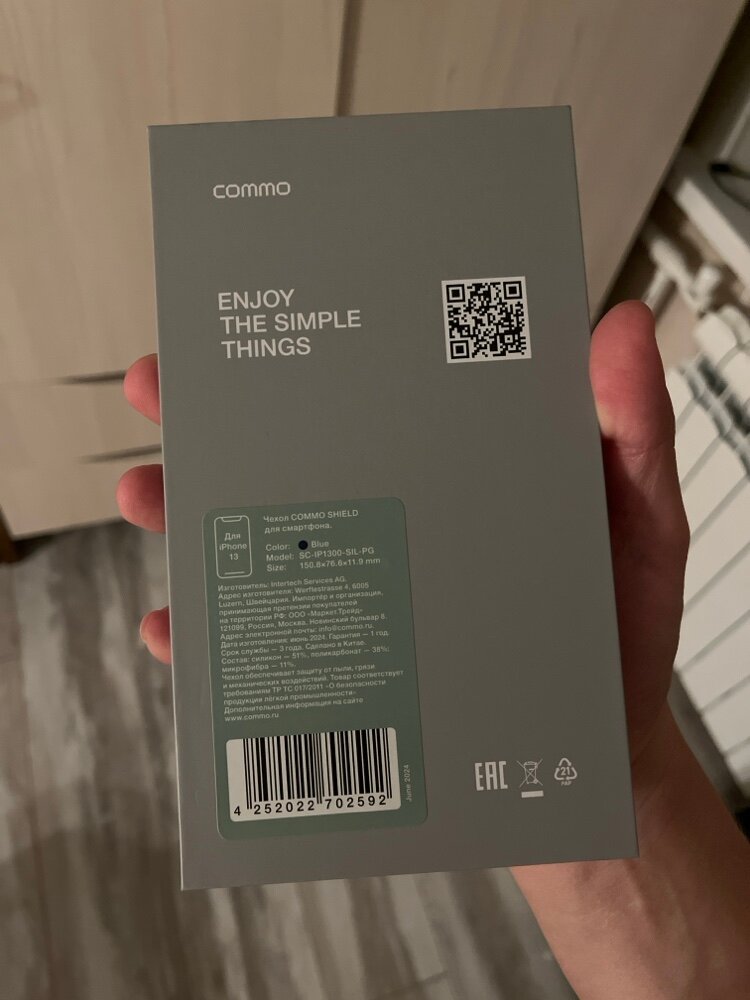 commo
ENJOY
THE SIMPLE
THINGS
Для
iPhone
13
Чехол COMMO SHIELD
для смартфона.
Color: Blue
Model: SC-IP1300-SIL-PG
Size: 150.8×76.6×11.9 mm
Изготовитель: Intertech Services AG.
Адрес изготовителя: Werftestrasse 4, 6005
Luzern, Швейцария. Импортёр и организация,
принимающая претензии покупателей
на территории РФ: ООО «Маркет.Трейд»
121099, Россия, Москва, Новинский бульвар 8.
Адрес электронной почты: info@commo.ru.
Дата изготовления: июнь 2024. Гарантия — 1 год.
Срок службы — 3 года. Сделано в Китае.
Состав: силикон — 51%, поликарбонат — 38%;
микрофибра — 11%.
Чехол обеспечивает защиту от пыли, грязи
и механических воздействий. Товар соответствует
требованиям ТР ТС 017/2011 «О безопасности
продукции лёгкой промышленности»
Дополнительная информация на сайте
www.commo.ru
4 252022 702592
June 2024
EAC
21
PAP